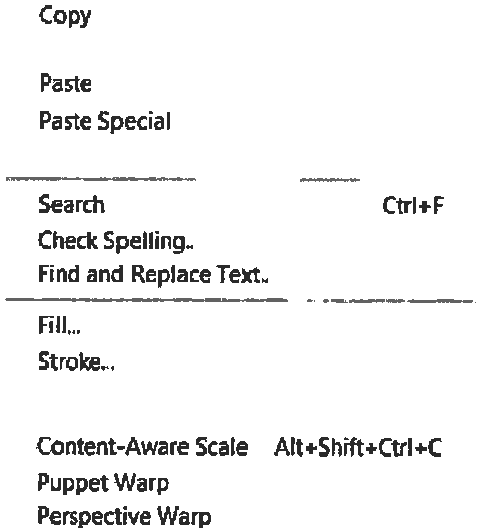 Copy
Paste
Paste Special
Search Ctrl+F
Check Spelling..
Find and Replace Text..
Fill...
Stroke...
Content-Aware Scale Alt+Shift+Ctrl+C
Puppet Warp
Perspective Warp